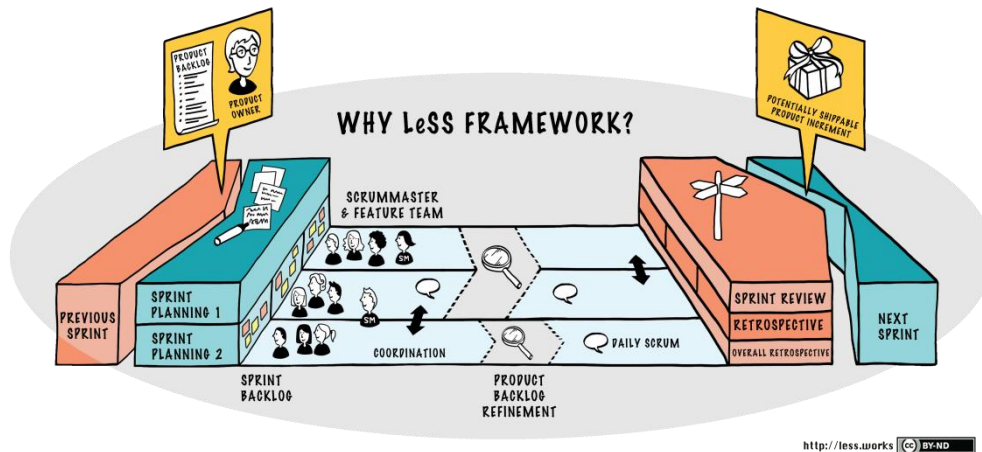 PRODUCT
BACKLOG
PRODUCT
OWNER
POTENTIALLY SHIPPABLE
PRODUCT INCREMENT
WHY LeSS FRAMEWORK?
SCRUMMASTER
& FEATURE TEAM
SM
SM
PREVIOUS
SPRINT
SPRINT
PLANNING 1
SPRINT
PLANNING 2
COORDINATION
DAILY SCRUM
SPRINT REVIEW
RETROSPECTIVE
OVERALL RETROSPECTIVE
NEXT
SPRINT
SPRINT
BACKLOG
PRODUCT
BACKLOG
REFINEMENT
http://less.works cc BY-ND